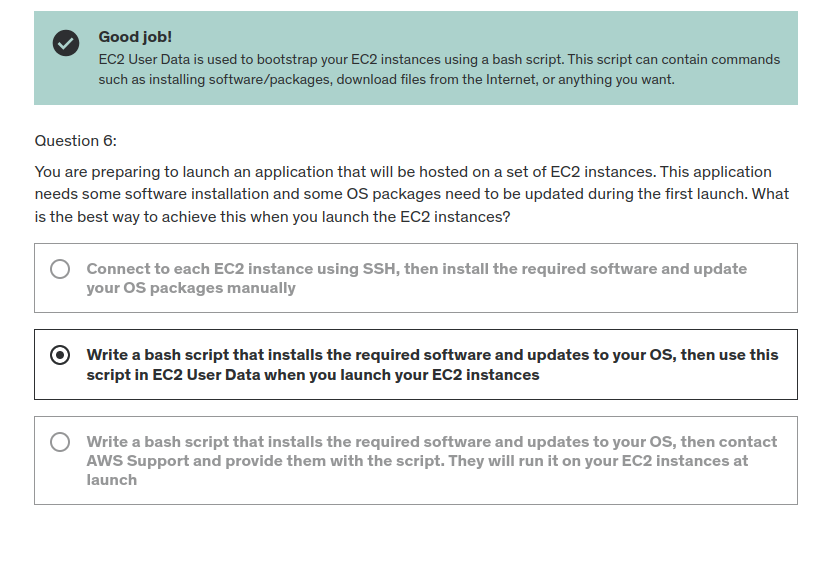 Good job!
EC2 User Data is used to bootstrap your EC2 instances using a bash script. This script can contain commands
such as installing software/packages, download files from the Internet, or anything you want.
Question 6:
You are preparing to launch an application that will be hosted on a set of EC2 instances. This application
needs some software installation and some OS packages need to be updated during the first launch. What
is the best way to achieve this when you launch the EC2 instances?
Connect to each EC2 instance using SSH, then install the required software and update
your OS packages manually
Write a bash script that installs the required software and updates to your OS, then use this
script in EC2 User Data when you launch your EC2 instances
Write a bash script that installs the required software and updates to your OS, then contact
AWS Support and provide them with the script. They will run it on your EC2 instances at
launch